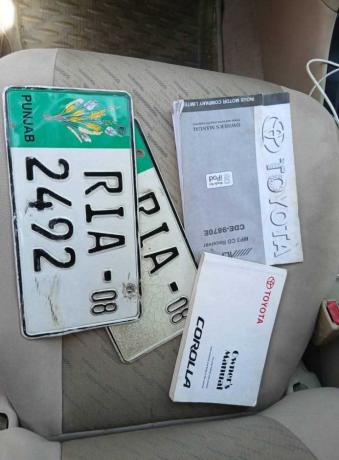 PUNJAB
RIA-08
2492
RIA-08
INDUS MOTOR COMPANY LIMITED
OWNER'S MANUAL
TOYOTA
iPod
MP3 CD Receiver
CDE-9870E
TOYOTA
COROLLA
Owner's
Manual